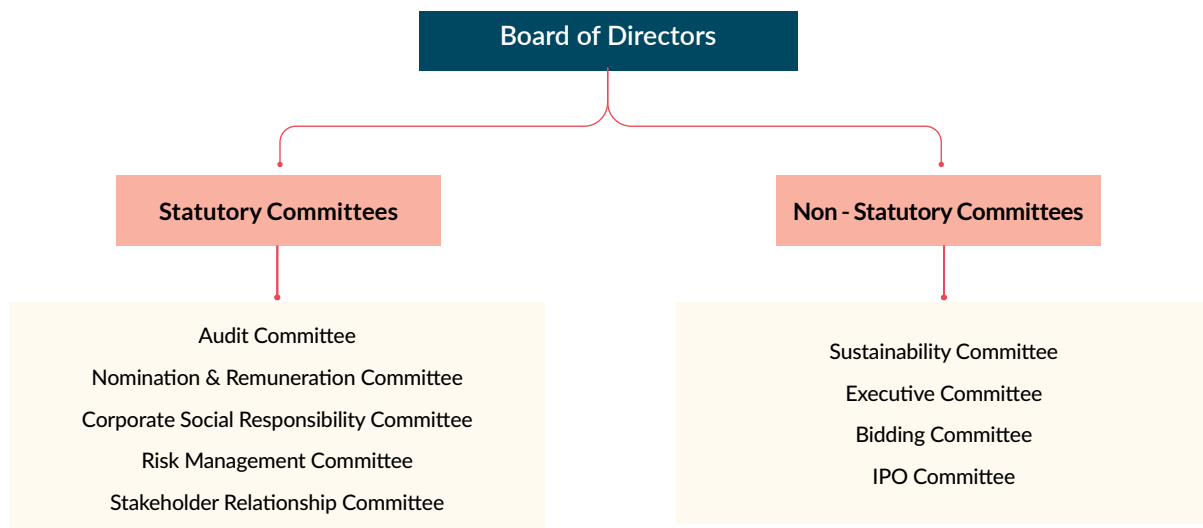 Board of Directors
Statutory Committees
Non - Statutory Committees
Audit Committee
Nomination & Remuneration Committee
Corporate Social Responsibility Committee
Risk Management Committee
Stakeholder Relationship Committee
Sustainability Committee
Executive Committee
Bidding Committee
IPO Committee